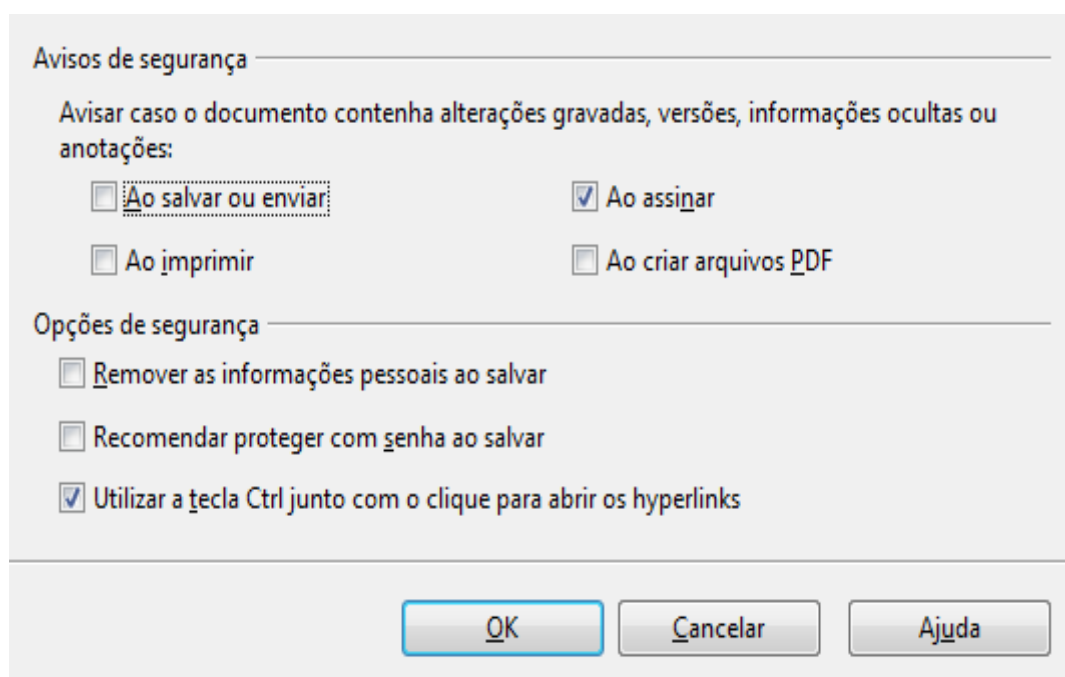 Avisos de segurança
Avisar caso o documento contenha alterações gravadas, versões, informações ocultas ou
anotações:
Ao salvar ou enviar
Ao assinar
Ao imprimir
Ao criar arquivos PDF
Opções de segurança
Remover as informações pessoais ao salvar
Recomendar proteger com senha ao salvar
Utilizar a tecla Ctrl junto com o clique para abrir os hyperlinks
OK
Cancelar
Ajuda